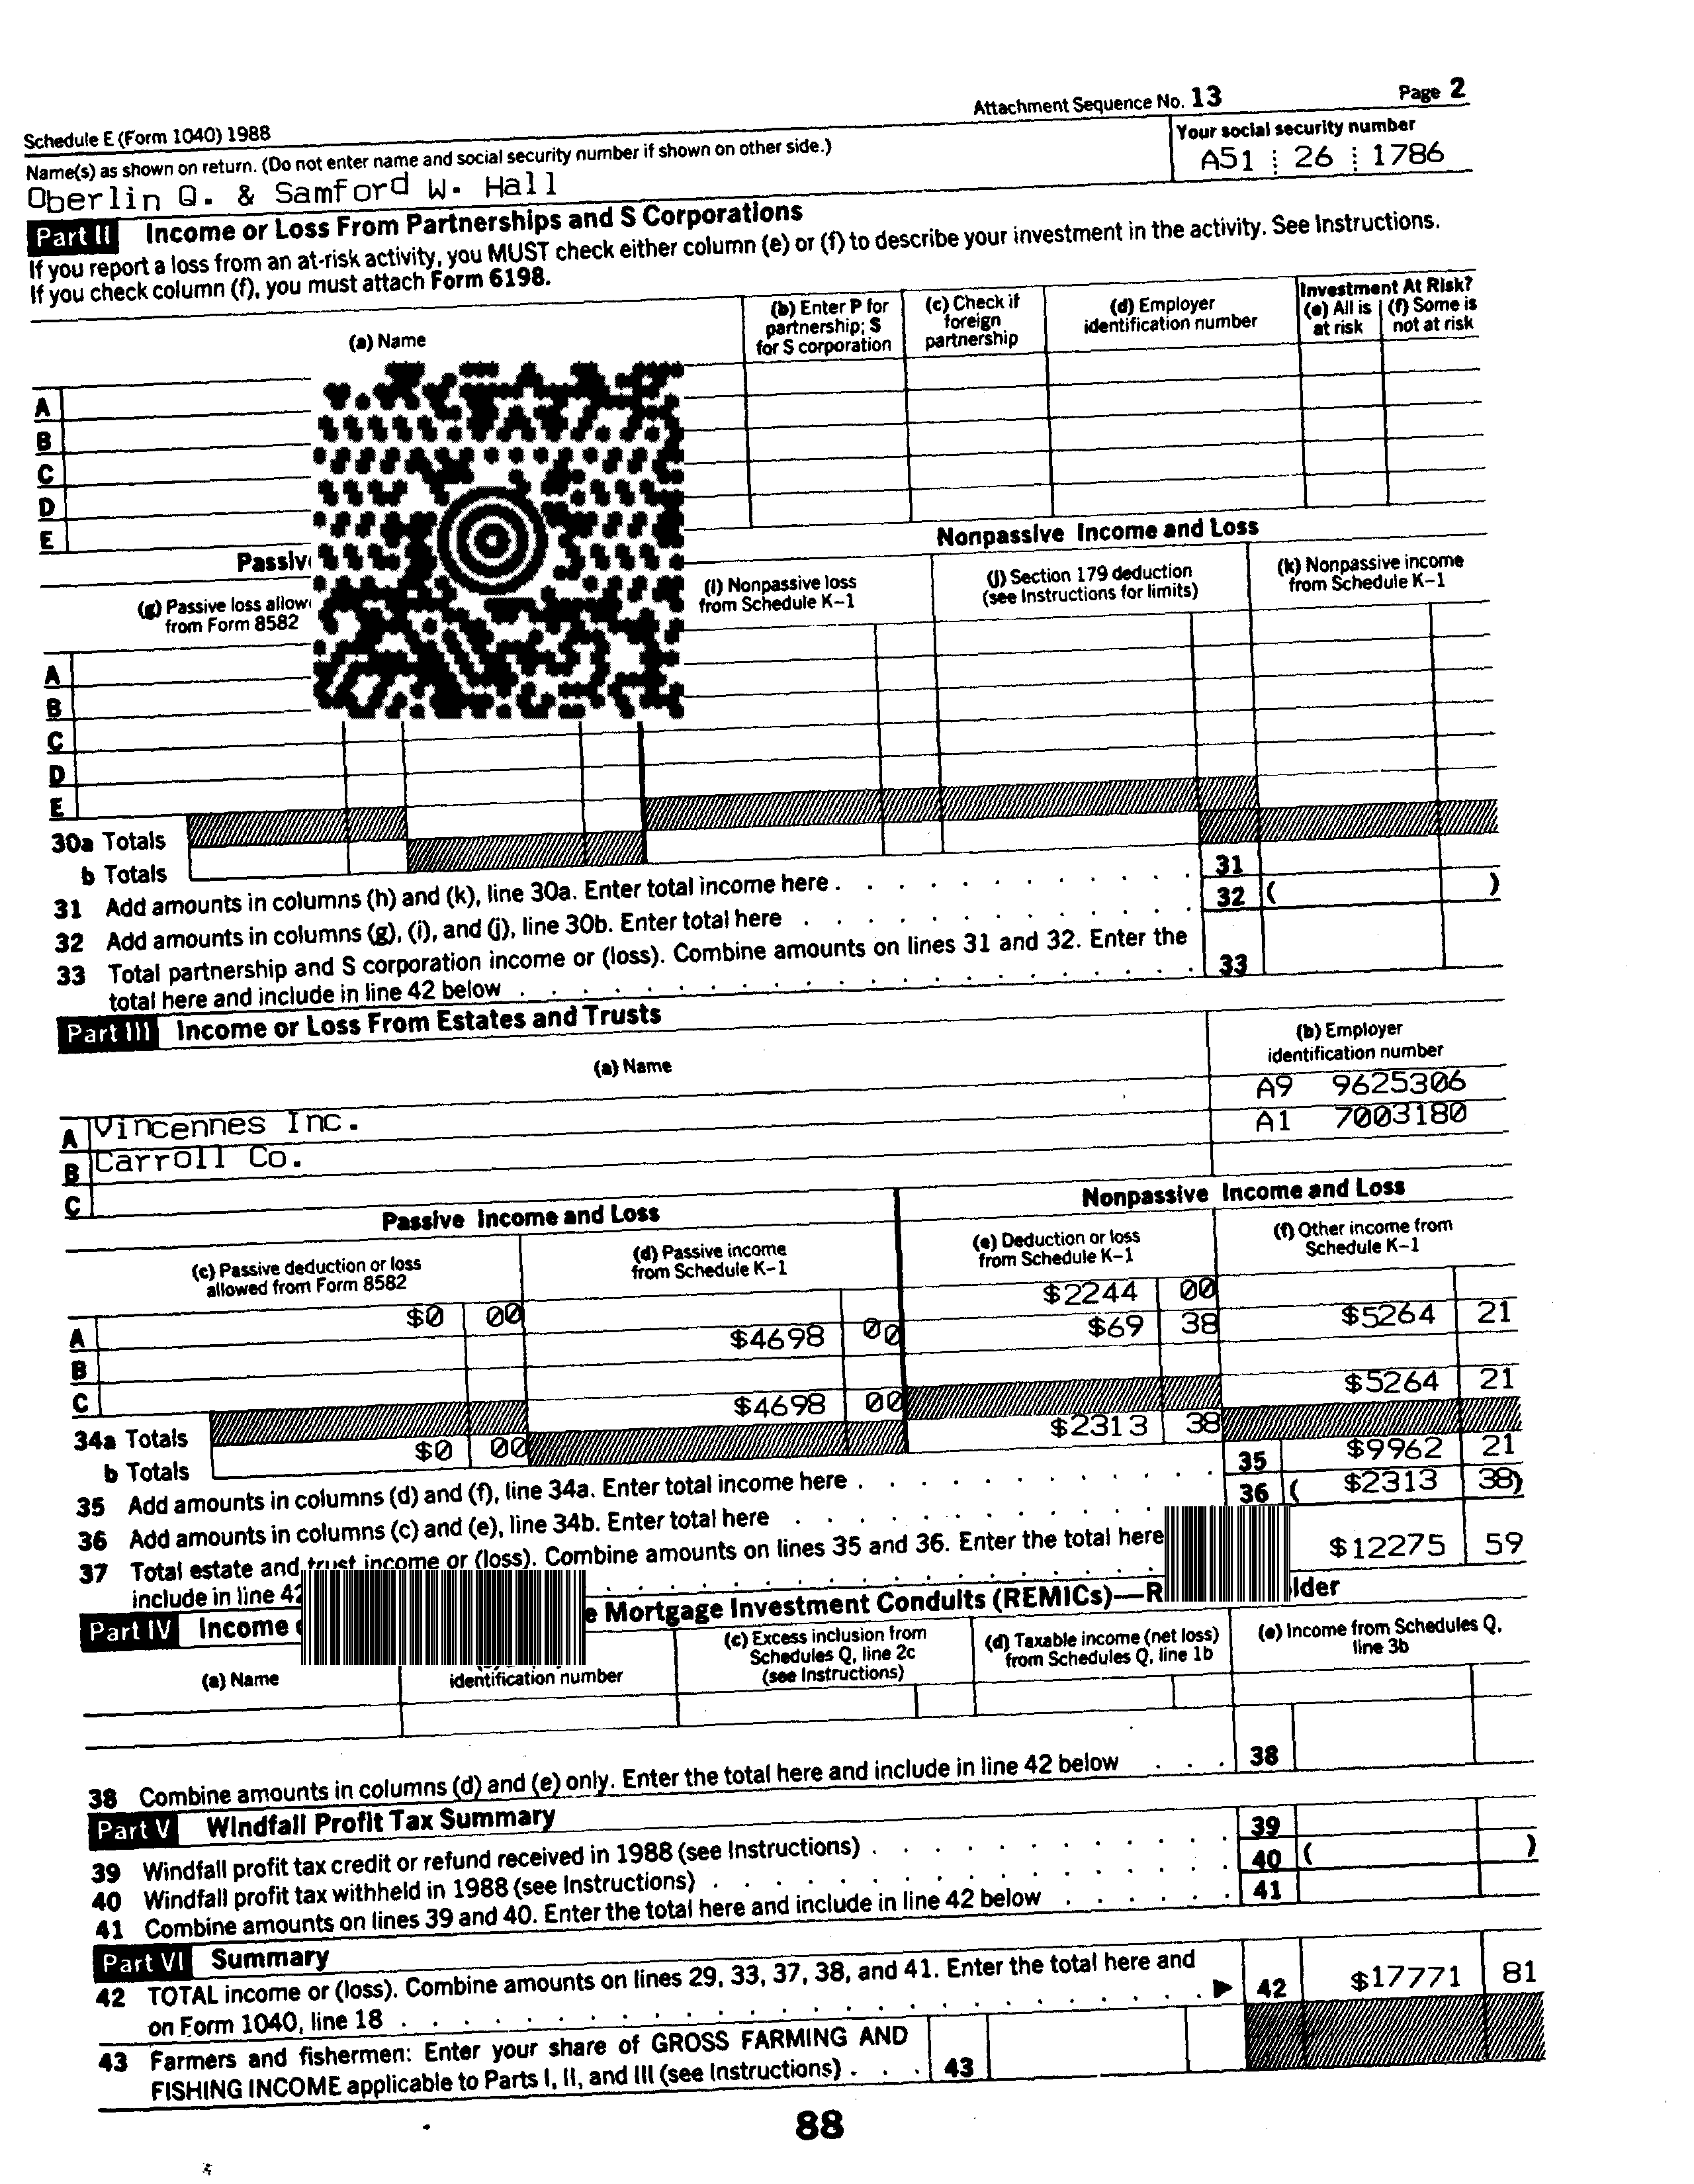 Attachment Sequence No. 13 Page 2
Schedule E (Form 1040) 1988
Name(s) as shown on return. (Do not enter name and social security number if shown on other side.)
Your social security number
Oberlin Q. & Samford W. Hall
A51 26 1786
Part II Income or Loss From Partnerships and S Corporations
If you report a loss from an at-risk activity, you MUST check either column (e) or (f) to describe your investment in the activity. See Instructions.
If you check column (f), you must attach Form 6198.
(a) Name
(b) Enter P for partnership; S for S corporation
(c) Check if foreign partnership
(d) Employer identification number
Investment At Risk?
(e) All is at risk
(f) Some is not at risk
A
B
C
D
E
Nonpassive Income and Loss
(g) Passive loss
from Form 8582
(i) Nonpassive loss from Schedule K-1
(j) Section 179 deduction (see Instructions for limits)
(k) Nonpassive income from Schedule K-1
A
B
C
D
E
30a Totals
b Totals
31 Add amounts in columns (h) and (k), line 30a. Enter total income here . 31
32 Add amounts in columns (g), (i), and (j), line 30b. Enter total here 32 ( )
33 Total partnership and S corporation income or (loss). Combine amounts on lines 31 and 32. Enter the
total here and include in line 42 below 33
Part III Income or Loss From Estates and Trusts
(a) Name
(b) Employer identification number
A Vincennes Inc. A9 9625306
B Carroll Co. A1 7003180
C
Passive Income and Loss
Nonpassive Income and Loss
(c) Passive deduction or loss allowed from Form 8582
(d) Passive income from Schedule K-1
(e) Deduction or loss from Schedule K-1
(f) Other income from Schedule K-1
A $0 00 $2244 00
B $4698 00 $69 38 $5264 21
C
34a Totals $4698 00 $5264 21
b Totals $0 00 $2313 38
35 Add amounts in columns (d) and (f), line 34a. Enter total income here . 35 $9962 21
36 Add amounts in columns (c) and (e), line 34b. Enter total here 36 ( $2313 38)
37 Total estate and trust income or (loss). Combine amounts on lines 35 and 36. Enter the total here
include in line 42 $12275 59
Part IV Income
Mortgage Investment Conduits (REMICs)—
(a) Name
identification number
(c) Excess inclusion from Schedules Q, line 2c (see Instructions)
(d) Taxable income (net loss) from Schedules Q, line 1b
(e) Income from Schedules Q, line 3b
38 Combine amounts in columns (d) and (e) only. Enter the total here and include in line 42 below 38
Part V Windfall Profit Tax Summary
39 Windfall profit tax credit or refund received in 1988 (see Instructions) . 39
40 Windfall profit tax withheld in 1988 (see Instructions) . 40 ( )
41 Combine amounts on lines 39 and 40. Enter the total here and include in line 42 below 41
Part VI Summary
42 TOTAL income or (loss). Combine amounts on lines 29, 33, 37, 38, and 41. Enter the total here and
on Form 1040, line 18 . ▶ 42 $17771 81
43 Farmers and fishermen: Enter your share of GROSS FARMING AND
FISHING INCOME applicable to Parts I, II, and III (see Instructions) . 43
88